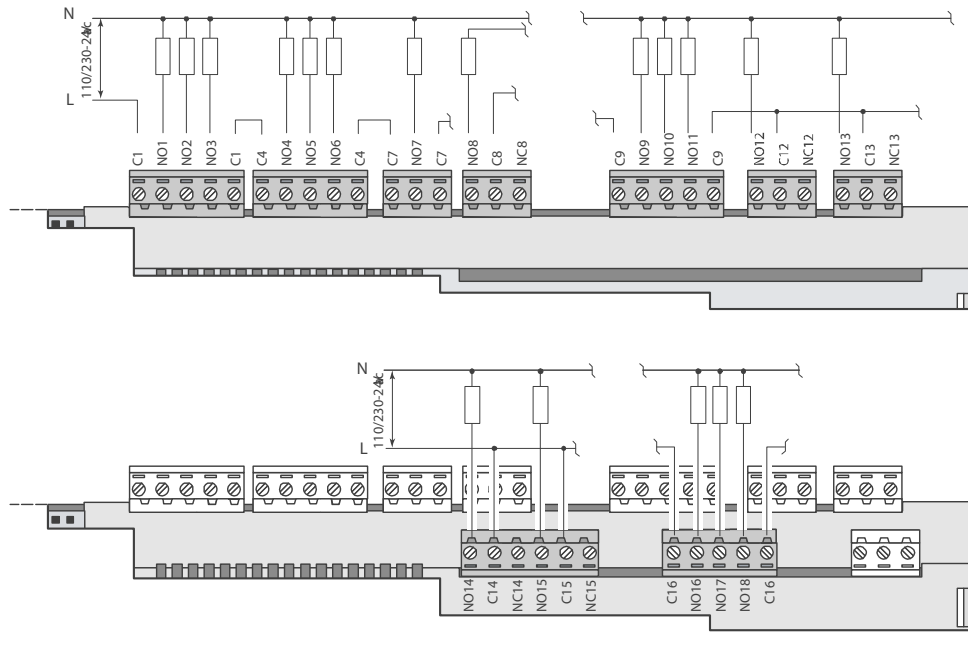 N
110/230-24Vac
L
C1
NO1
NO2
NO3
C1
C4
NO4
NO5
NO6
C4
C7
NO7
C7
NO8
C8
NC8
C9
NO9
NO10
NO11
C9
NO12
C12
NC12
NO13
C13
NC13
N
110/230-24Vac
L
NO14
C14
NC14
NO15
C15
NC15
C16
NO16
NO17
NO18
C16